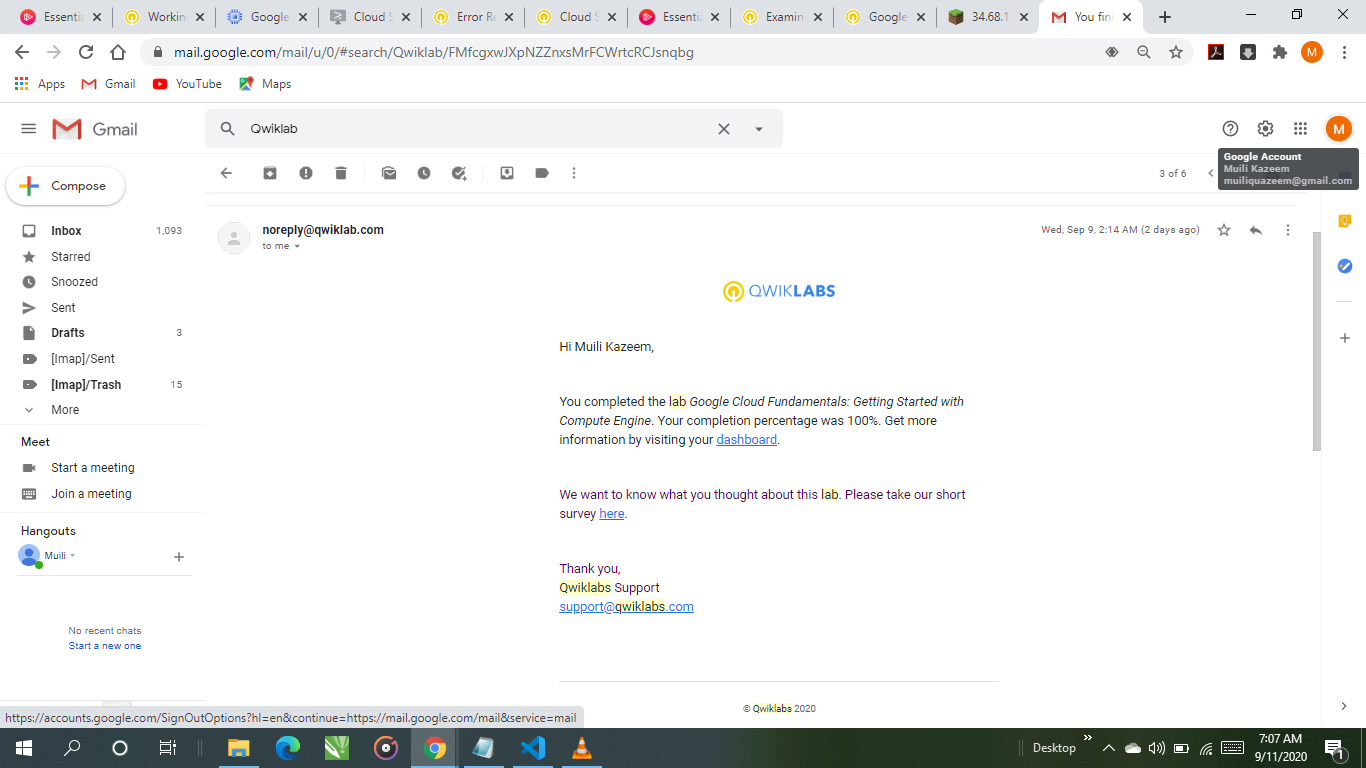 Essentia
Workin
Google
Cloud S
Error Re
Cloud S
Essentia
Examin
Google
34.68.1
You fini
mail.google.com/mail/u/0/#search/Qwiklab/FMfcgxwJXpNZZnxsMrFCWrtcRCJsnqbg
M
Apps
Gmail
YouTube
Maps
Gmail
Qwiklab
M
Compose
3 of 6
Google Account
Muili Kazeem
muiliquazeem@gmail.com
Inbox 1,093
Starred
Snoozed
Sent
Drafts 3
[Imap]/Sent
[Imap]/Trash 15
More
Meet
Start a meeting
Join a meeting
Hangouts
Muili
No recent chats
Start a new one
noreply@qwiklab.com
to me
Wed, Sep 9, 2:14 AM (2 days ago)
QWIKLABS
Hi Muili Kazeem,
You completed the lab Google Cloud Fundamentals: Getting Started with
Compute Engine. Your completion percentage was 100%. Get more
information by visiting your dashboard.
We want to know what you thought about this lab. Please take our short
survey here.
Thank you,
Qwiklabs Support
support@qwiklabs.com
© Qwiklabs 2020
https://accounts.google.com/SignOutOptions?hl=en&continue=https://mail.google.com/mail&service=mail
Desktop
7:07 AM
9/11/2020
1